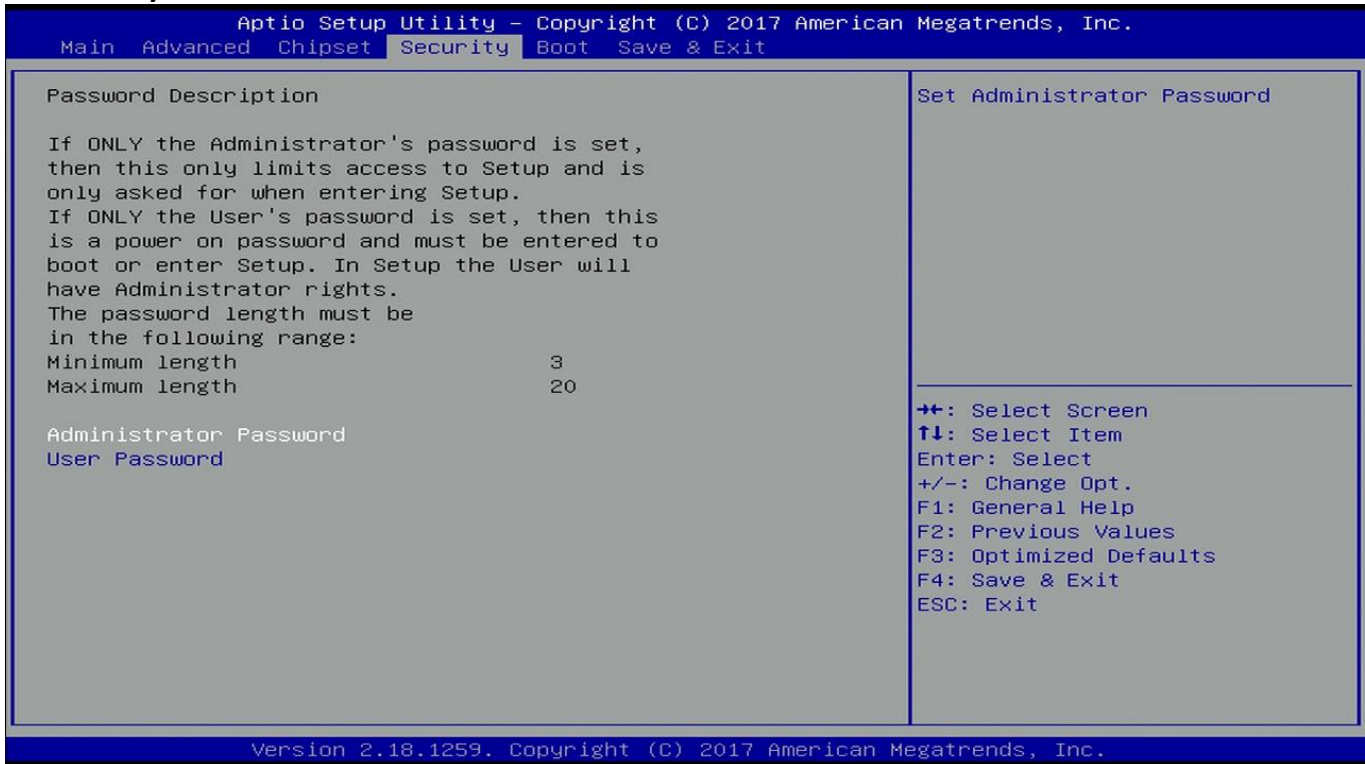 Aptio Setup Utility – Copyright (C) 2017 American Megatrends, Inc.
Main Advanced Chipset Security Boot Save & Exit
Password Description
If ONLY the Administrator's password is set,
then this only limits access to Setup and is
only asked for when entering Setup.
If ONLY the User's password is set, then this
is a power on password and must be entered to
boot or enter Setup. In Setup the User will
have Administrator rights.
The password length must be
in the following range:
Minimum length 3
Maximum length 20
Administrator Password
User Password
Set Administrator Password
→←: Select Screen
↑↓: Select Item
Enter: Select
+/-: Change Opt.
F1: General Help
F2: Previous Values
F3: Optimized Defaults
F4: Save & Exit
ESC: Exit
Version 2.18.1259. Copyright (C) 2017 American Megatrends, Inc.